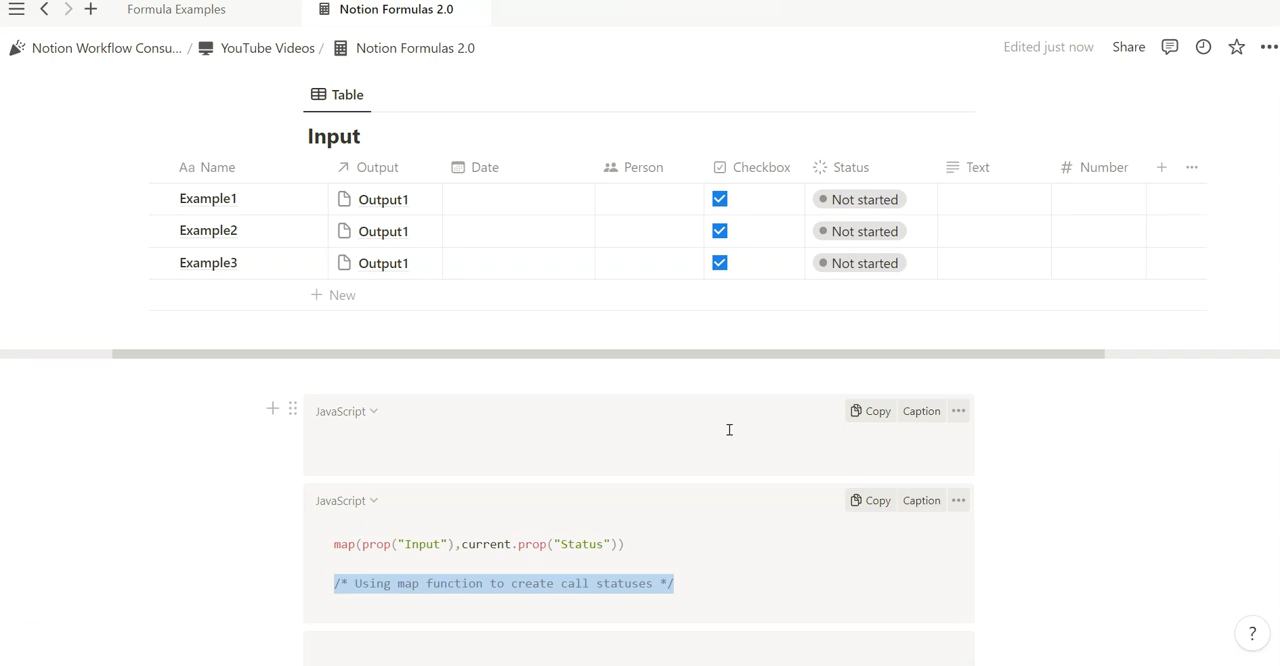 Formula Examples
Notion Formulas 2.0
Notion Workflow Consu... / YouTube Videos / Notion Formulas 2.0
Edited just now Share
Table
Input
Aa Name Output Date Person Checkbox Status Text # Number
Example1 Output1 Not started
Example2 Output1 Not started
Example3 Output1 Not started
+ New
JavaScript Copy Caption
JavaScript Copy Caption
map(prop("Input"),current.prop("Status"))
/* Using map function to create call statuses */
?